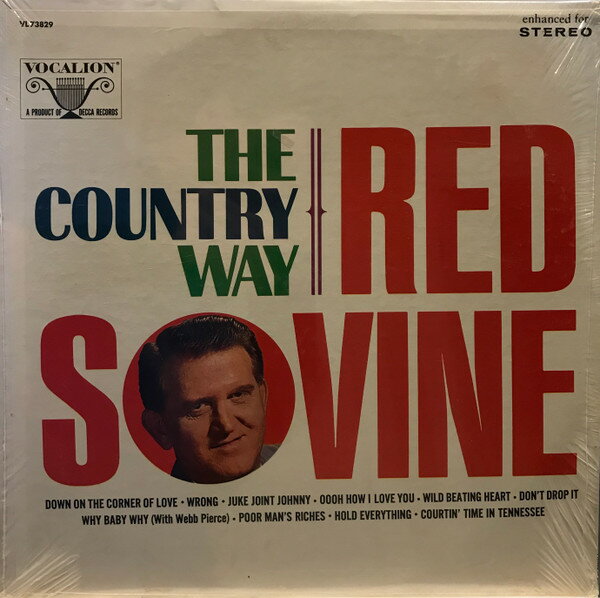 VL73829
enhanced for
STEREO
VOCALION®
A PRODUCT OF DECCA RECORDS
THE
COUNTRY
WAY
RED
SOVINE
DOWN ON THE CORNER OF LOVE • WRONG • JUKE JOINT JOHNNY • OOOH HOW I LOVE YOU • WILD BEATING HEART • DON'T DROP IT
WHY BABY WHY (With Webb Pierce) • POOR MAN'S RICHES • HOLD EVERYTHING • COURTIN' TIME IN TENNESSEE